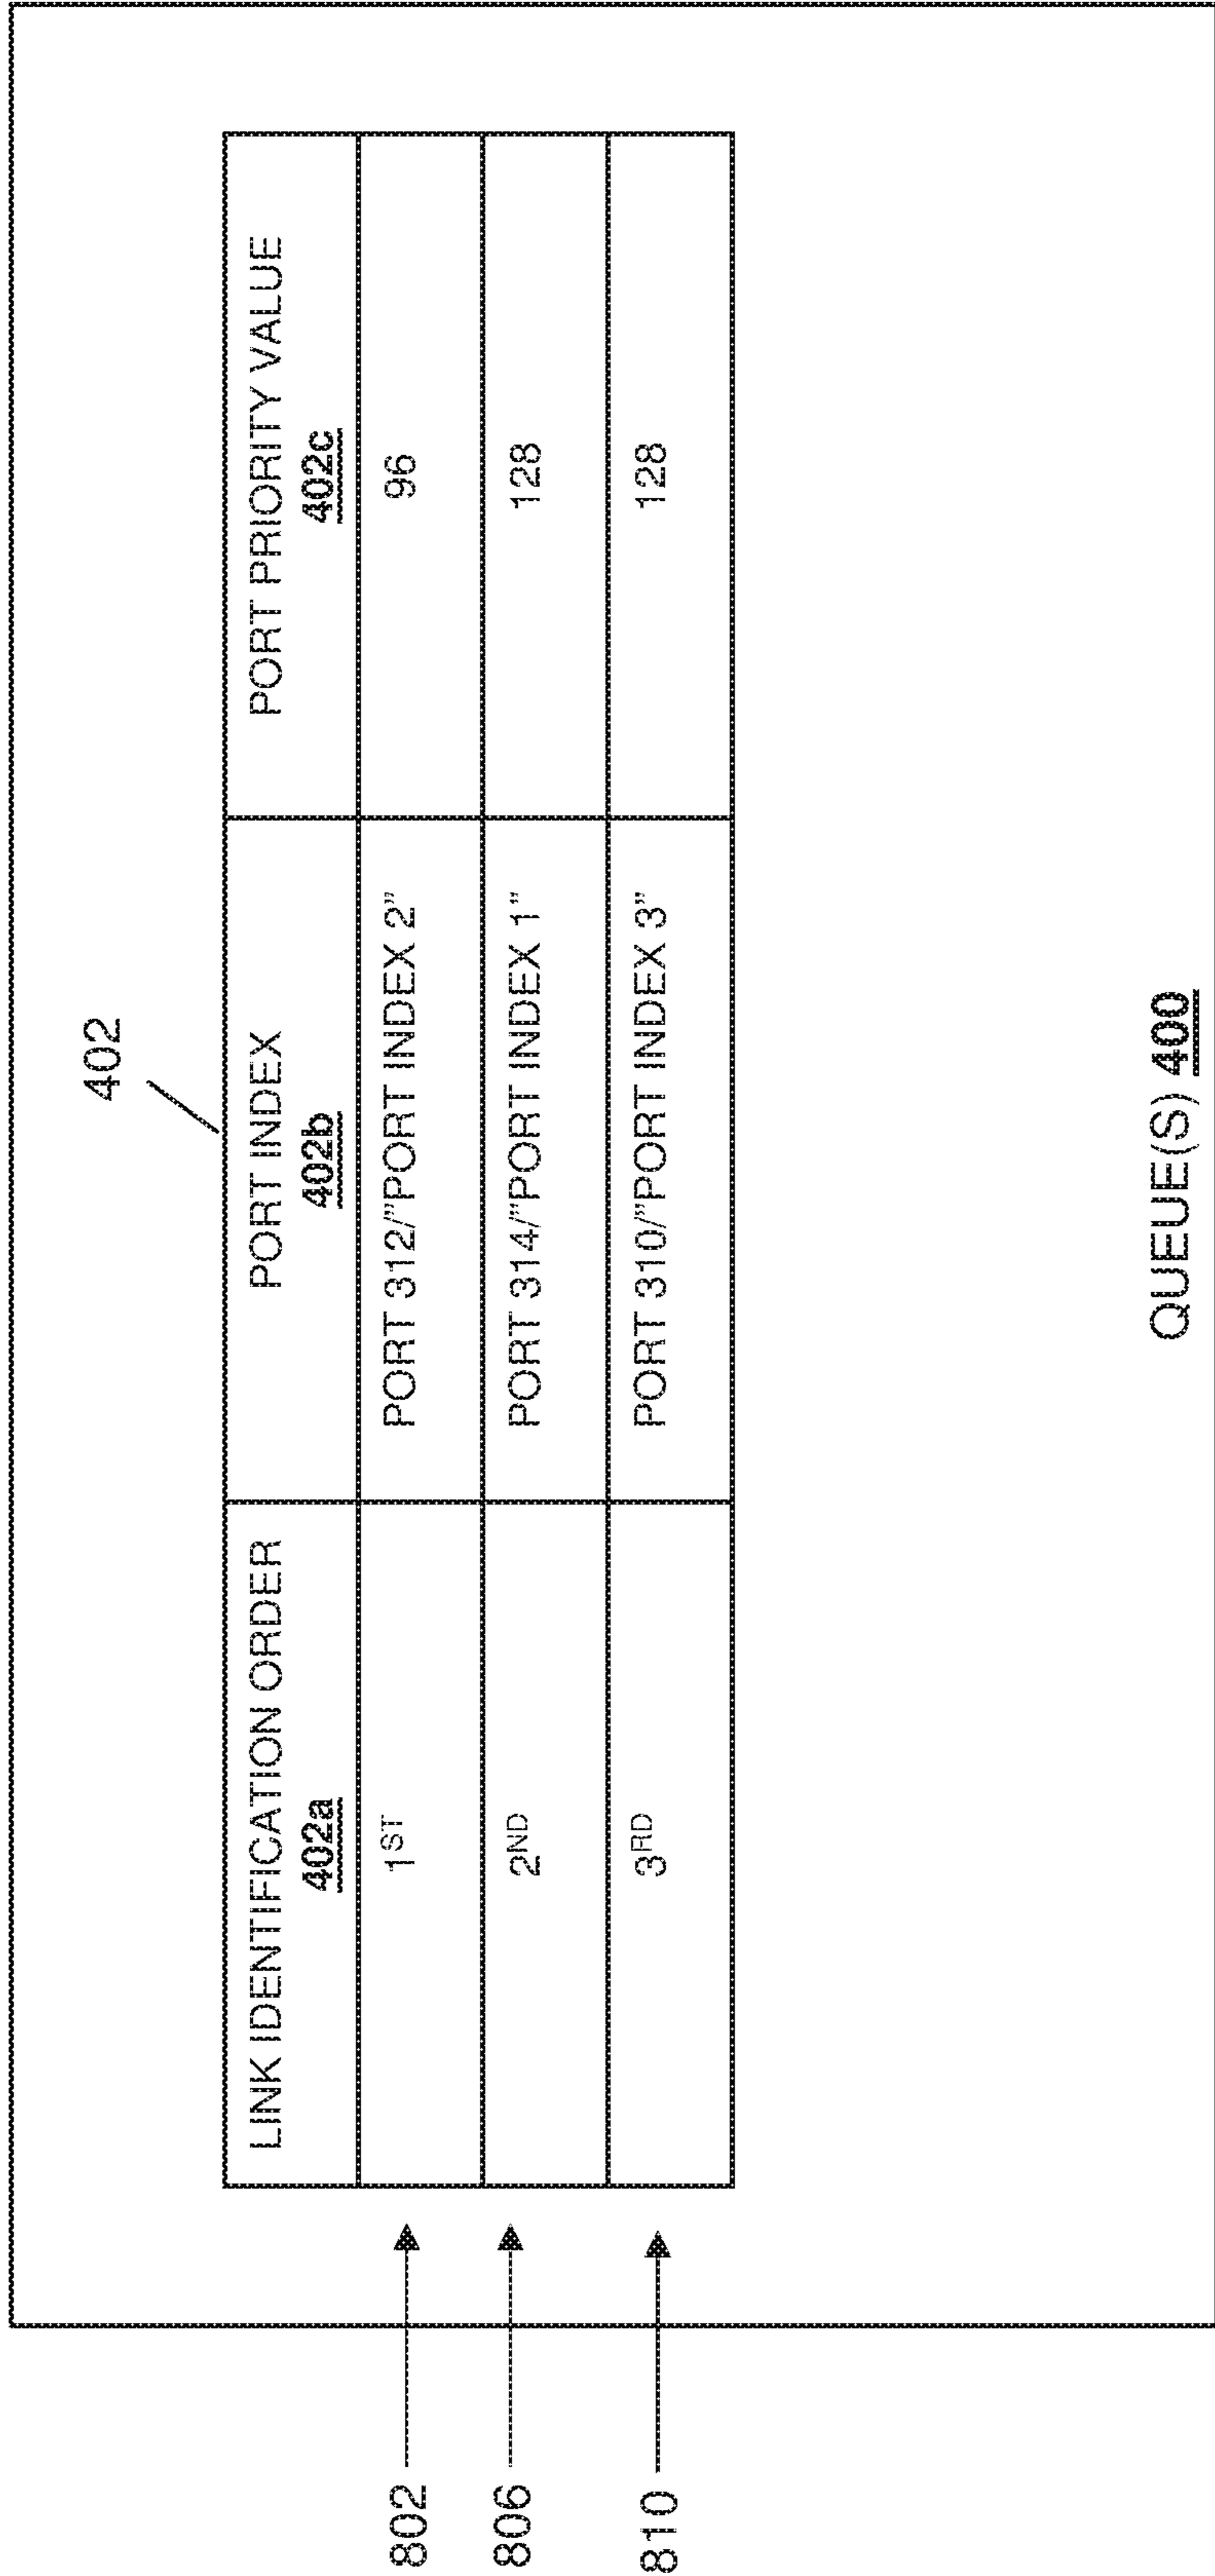 402
LINK IDENTIFICATION ORDER
402a
PORT INDEX
402b
PORT PRIORITY VALUE
402c
802
1ST
PORT 312/”PORT INDEX 2”
96
806
2ND
PORT 314/”PORT INDEX 1”
128
810
3RD
PORT 310/”PORT INDEX 3”
128
QUEUE(S) 400